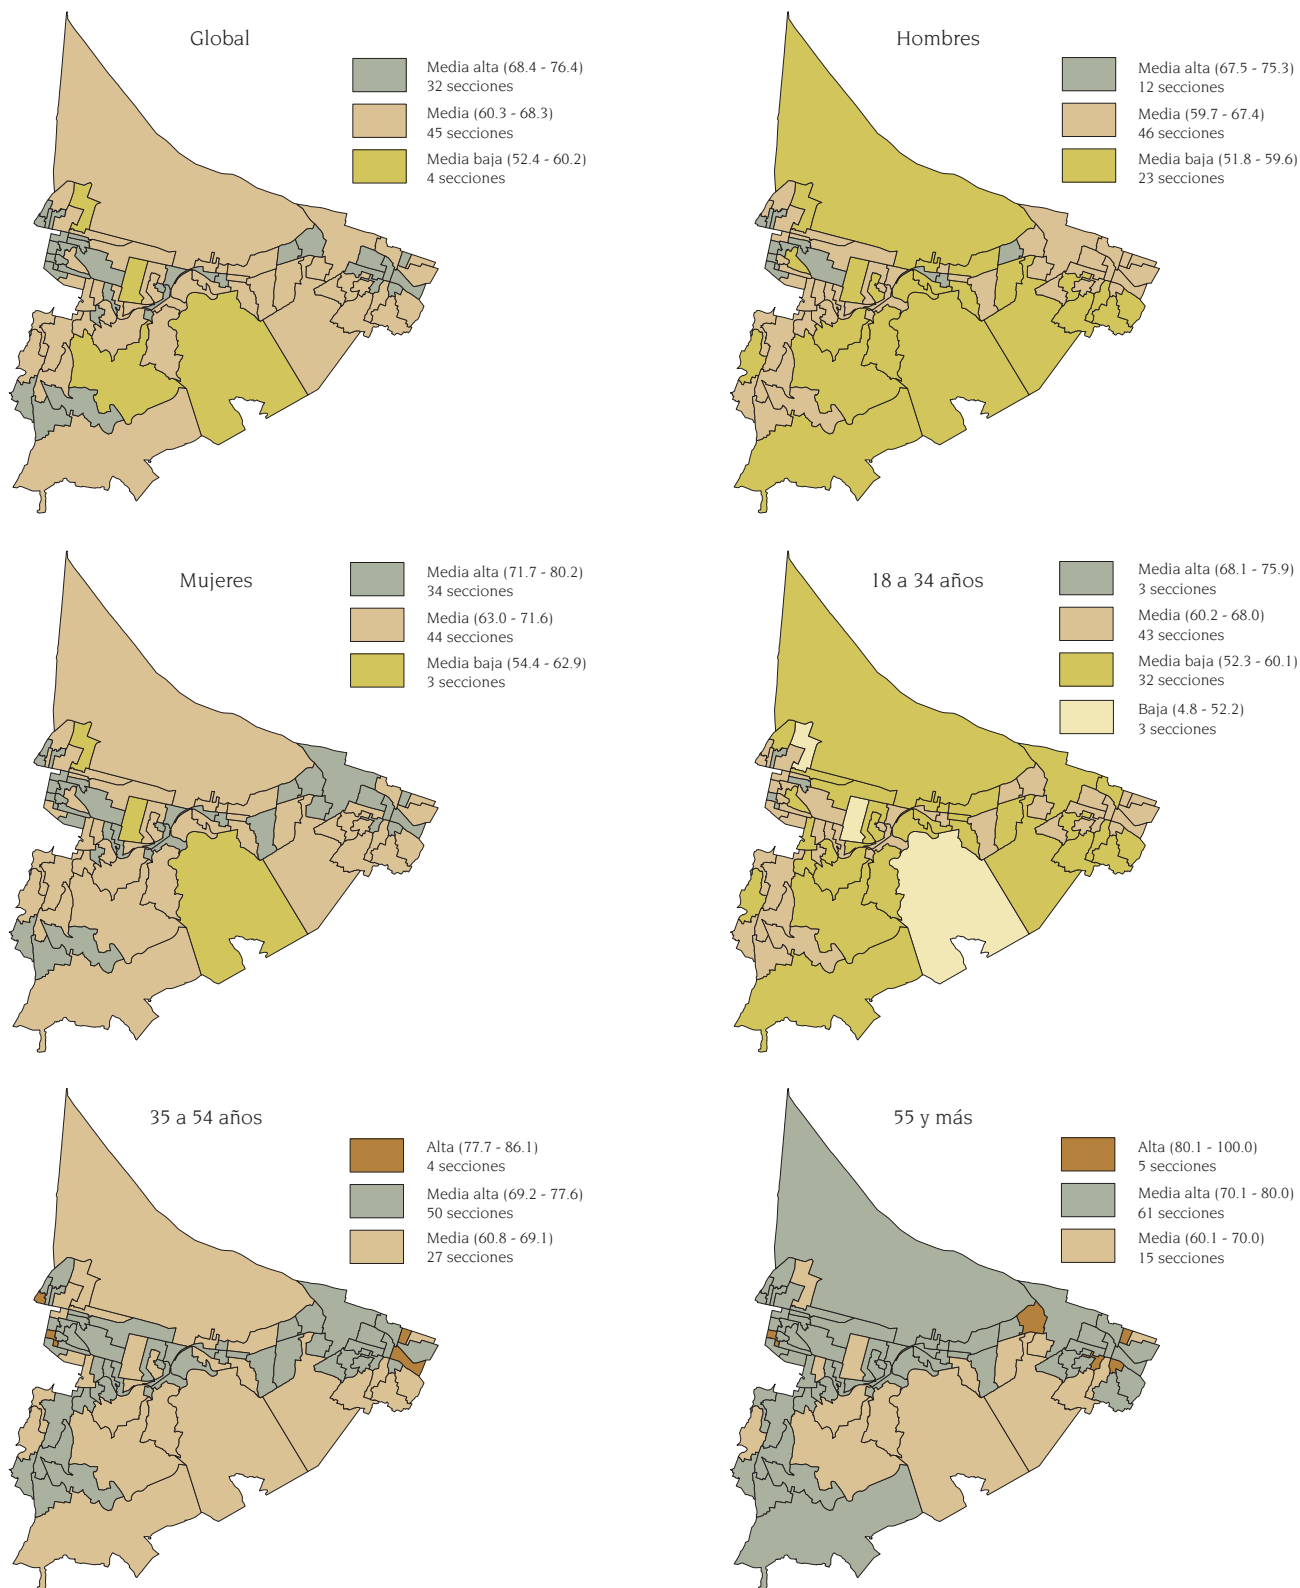 Global
Media alta (68.4 - 76.4)
32 secciones
Media (60.3 - 68.3)
45 secciones
Media baja (52.4 - 60.2)
4 secciones
Hombres
Media alta (67.5 - 75.3)
12 secciones
Media (59.7 - 67.4)
46 secciones
Media baja (51.8 - 59.6)
23 secciones
Mujeres
Media alta (71.7 - 80.2)
34 secciones
Media (63.0 - 71.6)
44 secciones
Media baja (54.4 - 62.9)
3 secciones
18 a 34 años
Media alta (68.1 - 75.9)
3 secciones
Media (60.2 - 68.0)
43 secciones
Media baja (52.3 - 60.1)
32 secciones
Baja (4.8 - 52.2)
3 secciones
35 a 54 años
Alta (77.7 - 86.1)
4 secciones
Media alta (69.2 - 77.6)
50 secciones
Media (60.8 - 69.1)
27 secciones
55 y más
Alta (80.1 - 100.0)
5 secciones
Media alta (70.1 - 80.0)
61 secciones
Media (60.1 - 70.0)
15 secciones